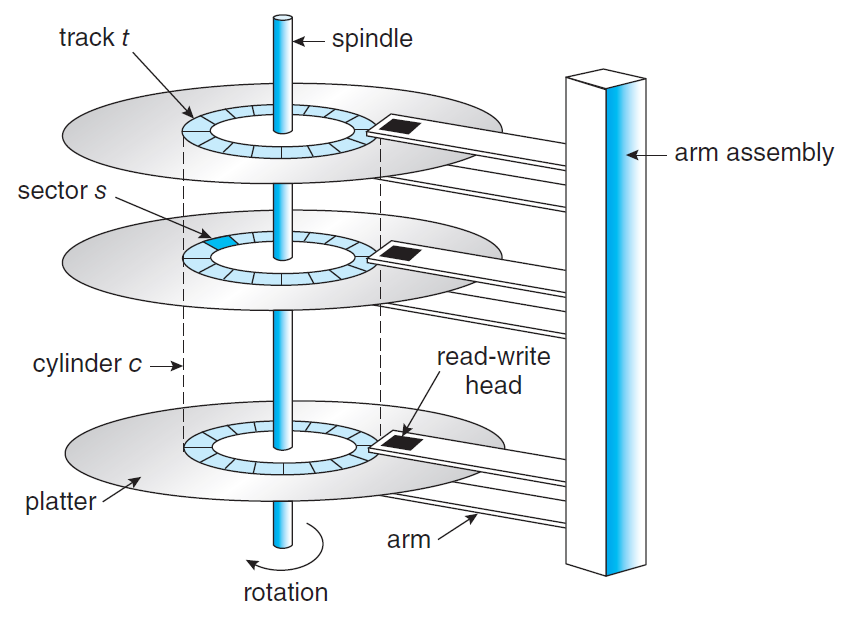 track t
spindle
arm assembly
sector s
cylinder c
read-write
head
platter
arm
rotation